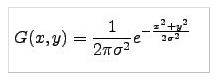 G(x, y) = \frac{1}{2\pi\sigma^2} e^{-\frac{x^2+y^2}{2\sigma^2}}